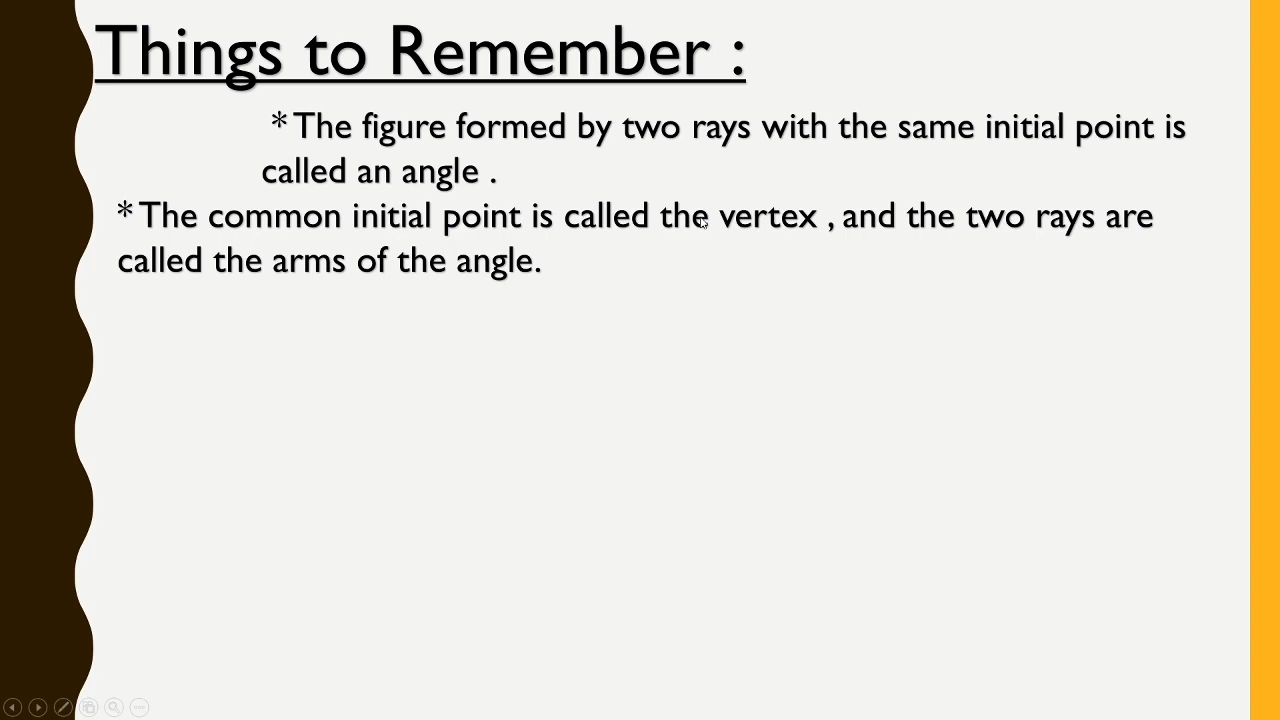 Things to Remember :
* The figure formed by two rays with the same initial point is
called an angle .
* The common initial point is called the vertex , and the two rays are
called the arms of the angle.